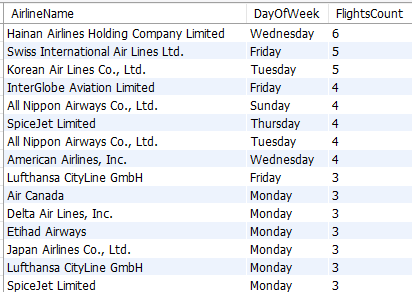 AirlineName DayOfWeek FlightsCount
Hainan Airlines Holding Company Limited Wednesday 6
Swiss International Air Lines Ltd. Friday 5
Korean Air Lines Co., Ltd. Tuesday 5
InterGlobe Aviation Limited Friday 4
All Nippon Airways Co., Ltd. Sunday 4
SpiceJet Limited Thursday 4
All Nippon Airways Co., Ltd. Tuesday 4
American Airlines, Inc. Wednesday 4
Lufthansa CityLine GmbH Friday 3
Air Canada Monday 3
Delta Air Lines, Inc. Monday 3
Etihad Airways Monday 3
Japan Airlines Co., Ltd. Monday 3
Lufthansa CityLine GmbH Monday 3
SpiceJet Limited Monday 3